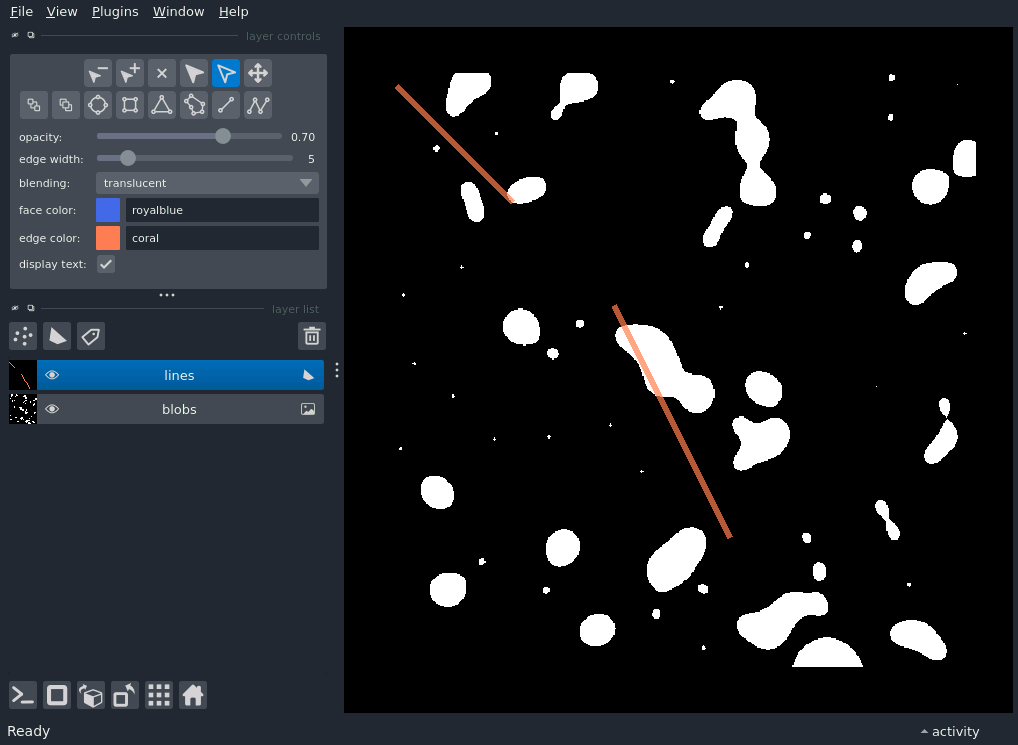 File View Plugins Window Help
layer controls
opacity: 0.70
edge width: 5
blending: translucent
face color: royalblue
edge color: coral
display text:
layer list
lines
blobs
Ready
activity